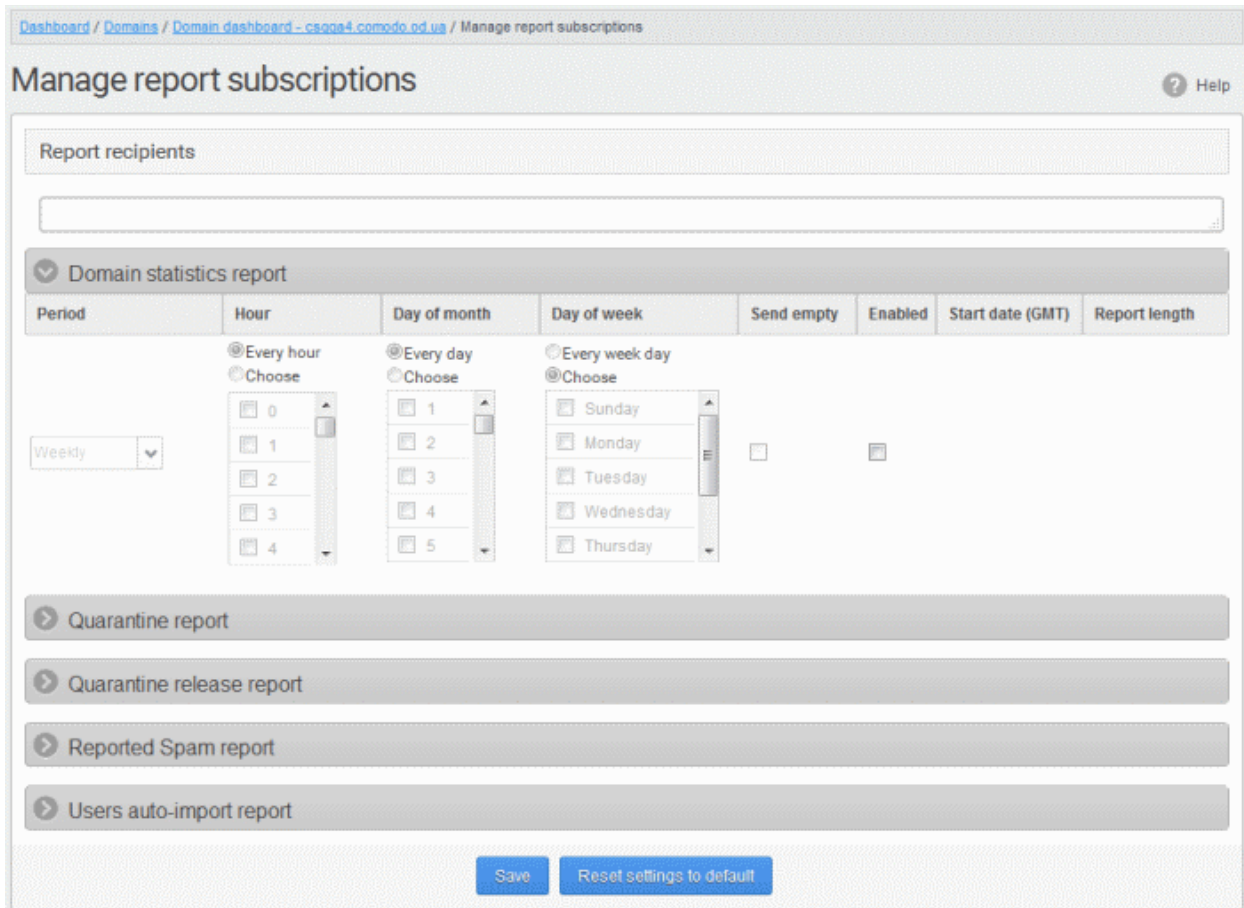 Dashboard / Domains / Domain dashboard - csqqa4.comodo.od.ua / Manage report subscriptions
Manage report subscriptions
Help
Report recipients
Domain statistics report
Period Hour Day of month Day of week Send empty Enabled Start date (GMT) Report length
Every hour Every day Every week day
Choose Choose Choose
0 1 Sunday
1 2 Monday
Weekly
2 3 Tuesday
3 4 Wednesday
4 5 Thursday
Quarantine report
Quarantine release report
Reported Spam report
Users auto-import report
Save Reset settings to default